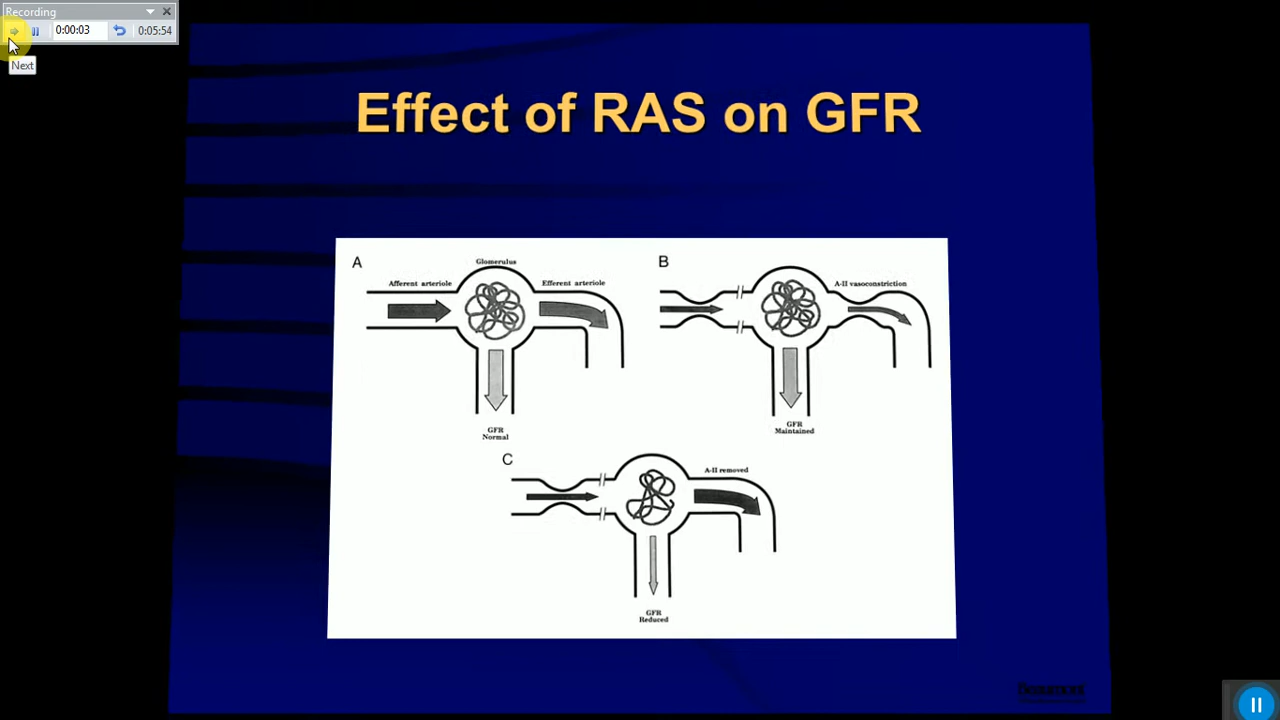 Recording
0:00:03
0:05:54
Next
Effect of RAS on GFR
A
Glomerulus
Afferent arteriole
Efferent arteriole
GFR
Normal
B
A-II vasoconstriction
GFR
Maintained
C
A-II removed
GFR
Reduced